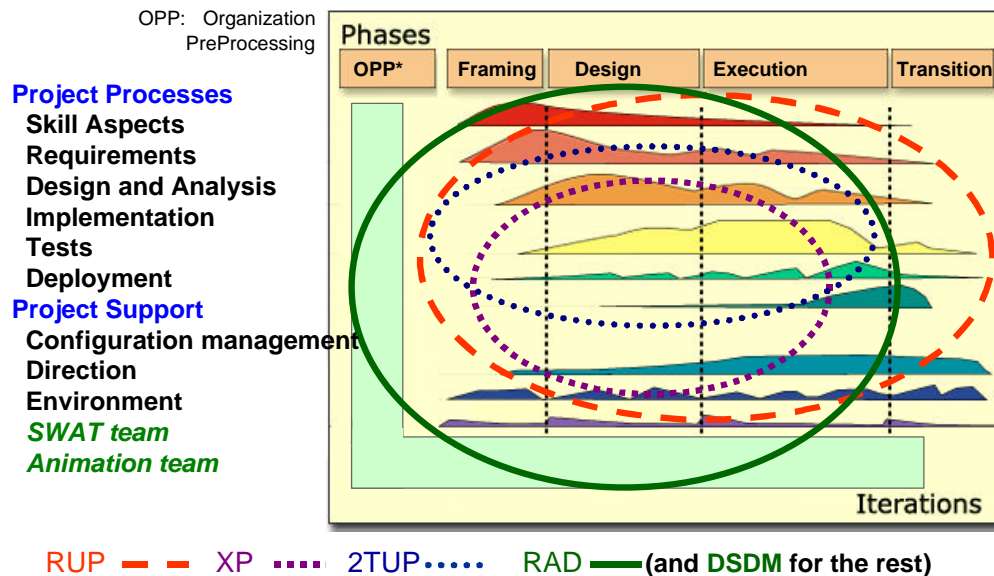 OPP: Organization
PreProcessing
Phases
OPP* Framing Design Execution Transition
Project Processes
Skill Aspects
Requirements
Design and Analysis
Implementation
Tests
Deployment
Project Support
Configuration management
Direction
Environment
SWAT team
Animation team
Iterations
RUP XP 2TUP RAD (and DSDM for the rest)